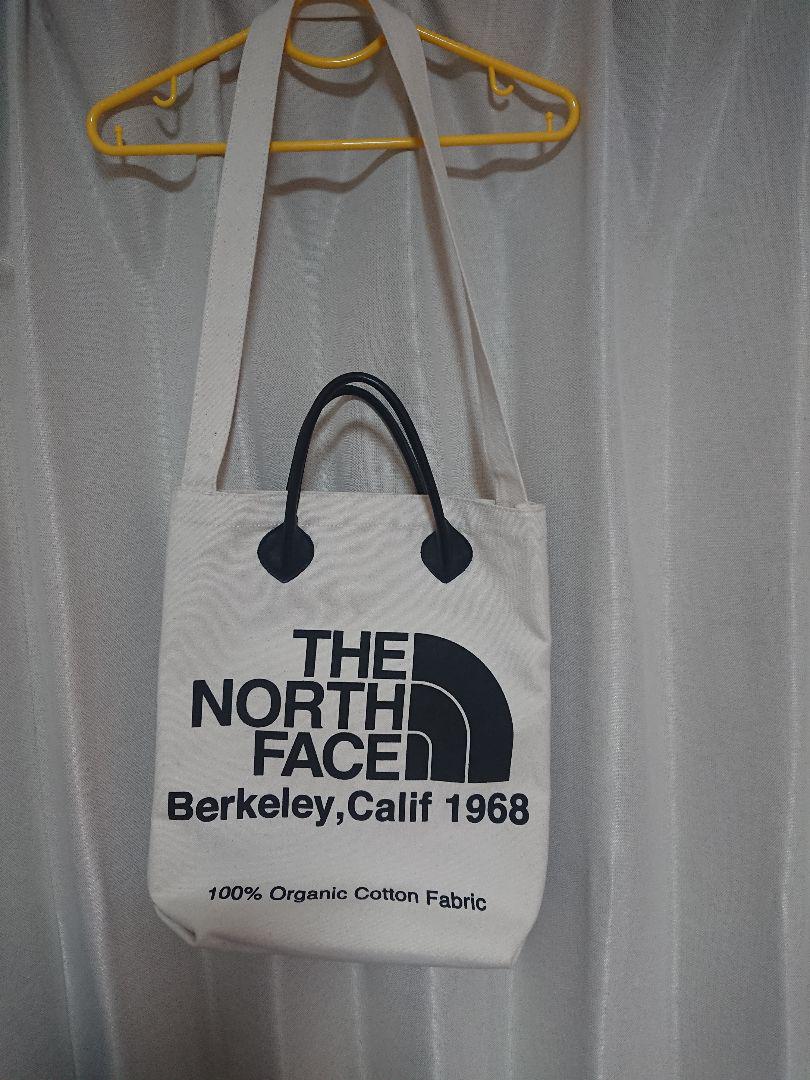 THE
NORTH
FACE
Berkeley,Calif 1968
100% Organic Cotton Fabric